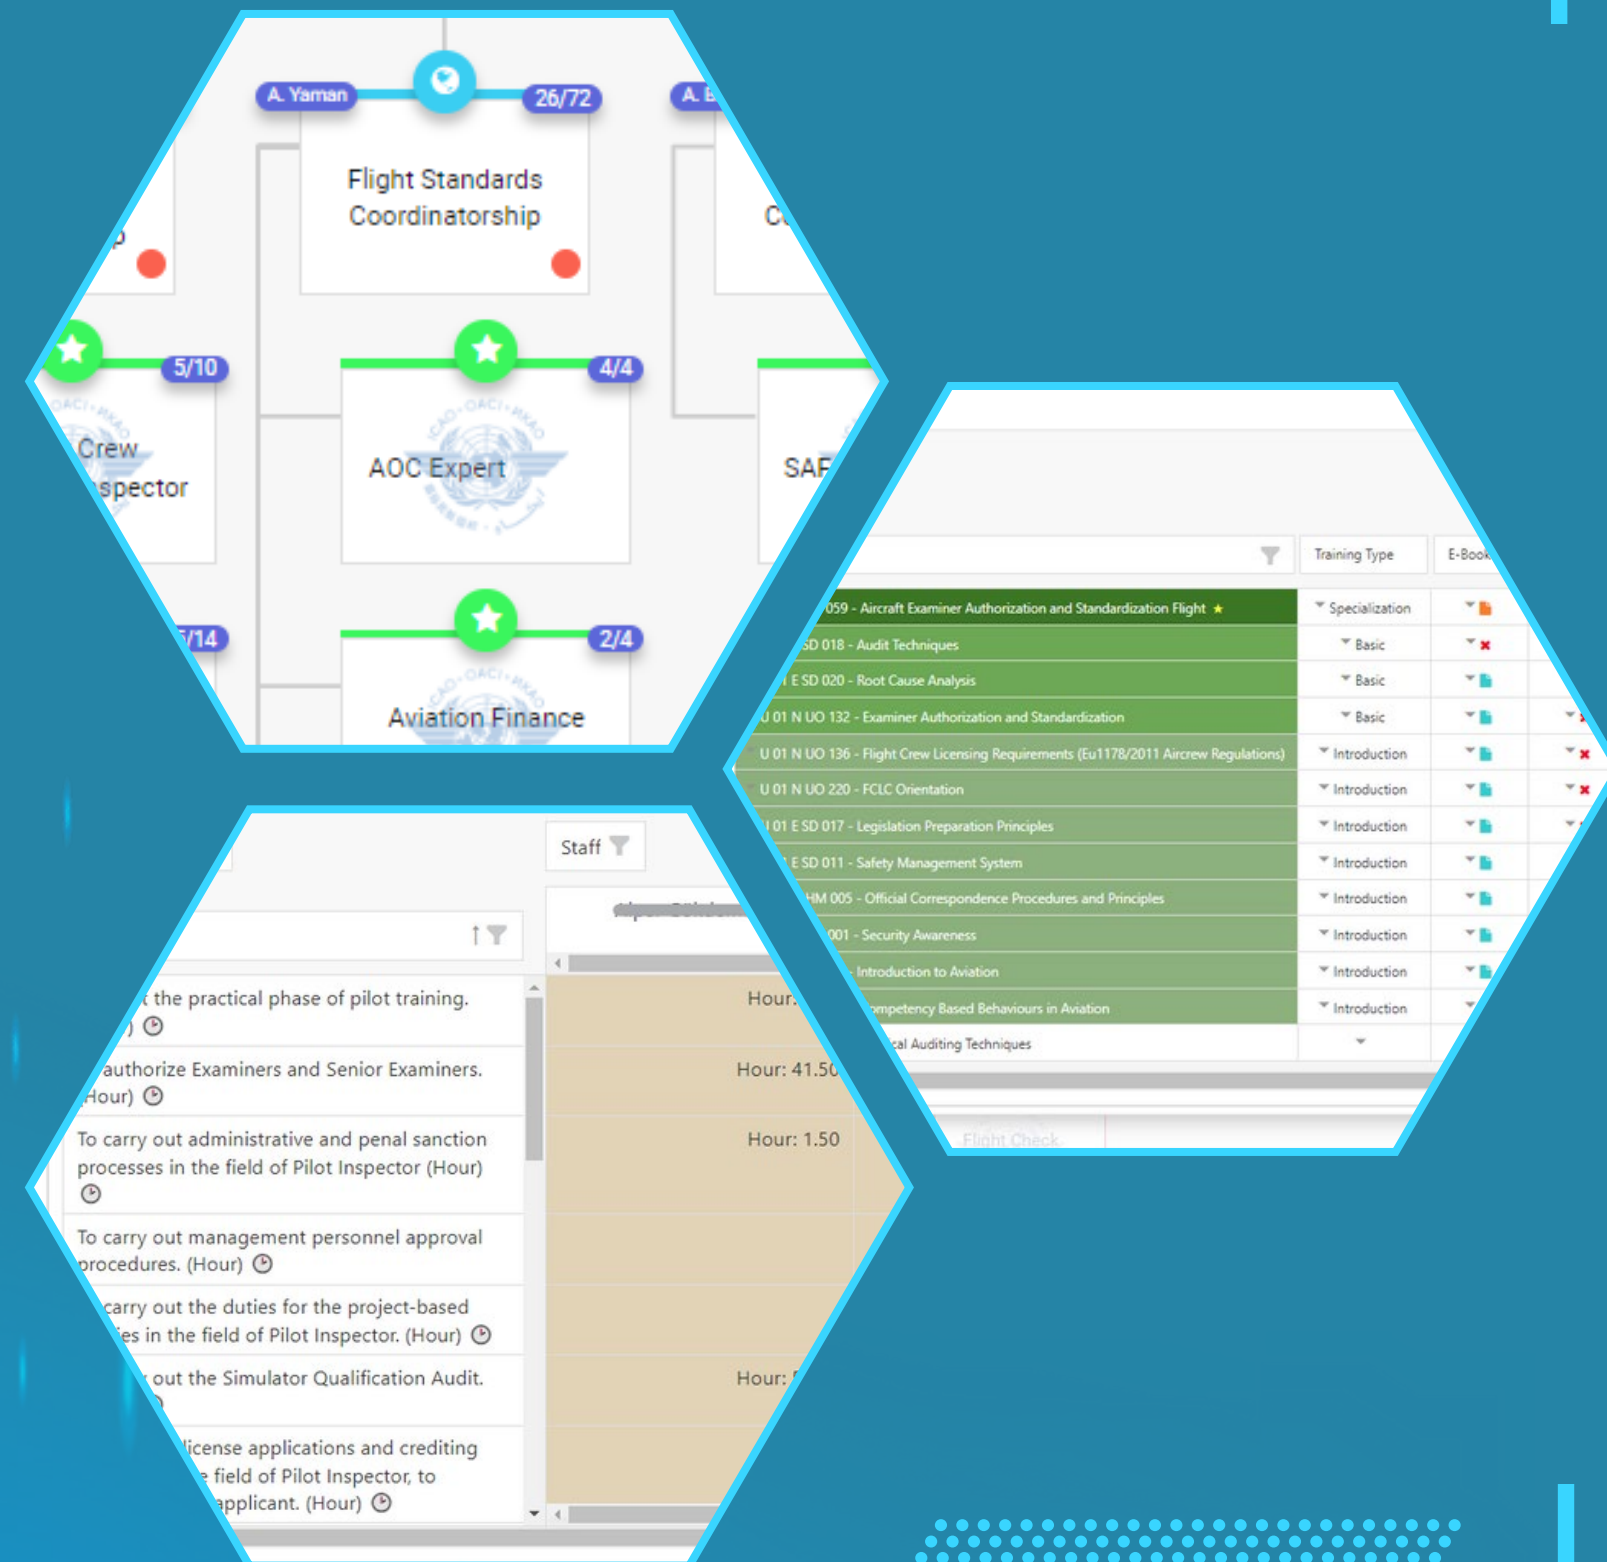 A. Yaman
26/72
A.
Flight Standards
Coordinatorship
5/10
4/4
Crew
AOC Expert
ICAO · OACI · ИКАО
2/4
Aviation Finance
Training Type
E-Book
059 - Aircraft Examiner Authorization and Standardization Flight
Specialization
SD 018 - Audit Techniques
Basic
E SD 020 - Root Cause Analysis
Basic
U 01 N UO 132 - Examiner Authorization and Standardization
Basic
U 01 N UO 136 - Flight Crew Licensing Requirements (Eu1178/2011 Aircrew Regulations)
Introduction
U 01 N UO 220 - FCLC Orientation
Introduction
01 E SD 017 - Legislation Preparation Principles
Introduction
E SD 011 - Safety Management System
Introduction
HM 005 - Official Correspondence Procedures and Principles
Introduction
001 - Security Awareness
Introduction
- Introduction to Aviation
Introduction
Competency Based Behaviours in Aviation
Introduction
Auditing Techniques
Flight Check
Staff
the practical phase of pilot training.
Hour:
authorize Examiners and Senior Examiners.
(Hour)
Hour: 41.50
To carry out administrative and penal sanction
processes in the field of Pilot Inspector (Hour)
Hour: 1.50
To carry out management personnel approval
procedures. (Hour)
carry out the duties for the project-based
in the field of Pilot Inspector. (Hour)
out the Simulator Qualification Audit.
Hour:
license applications and crediting
field of Pilot Inspector, to
applicant. (Hour)